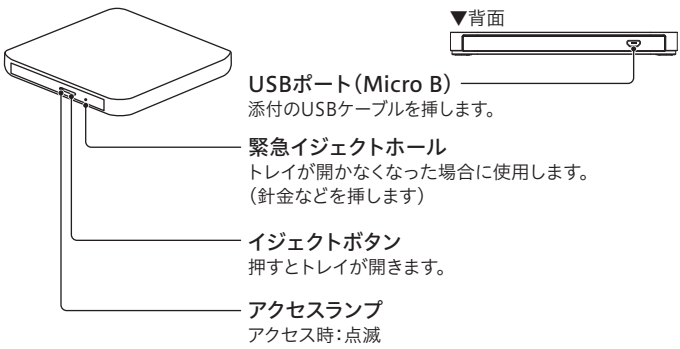 ▼背面
USBポート（Micro B）
添付のUSBケーブルを挿します。
緊急イジェクトホール
トレイが開かなくなった場合に使用します。
（針金などを挿します）
イジェクトボタン
押すとトレイが開きます。
アクセスランプ
アクセス時：点滅